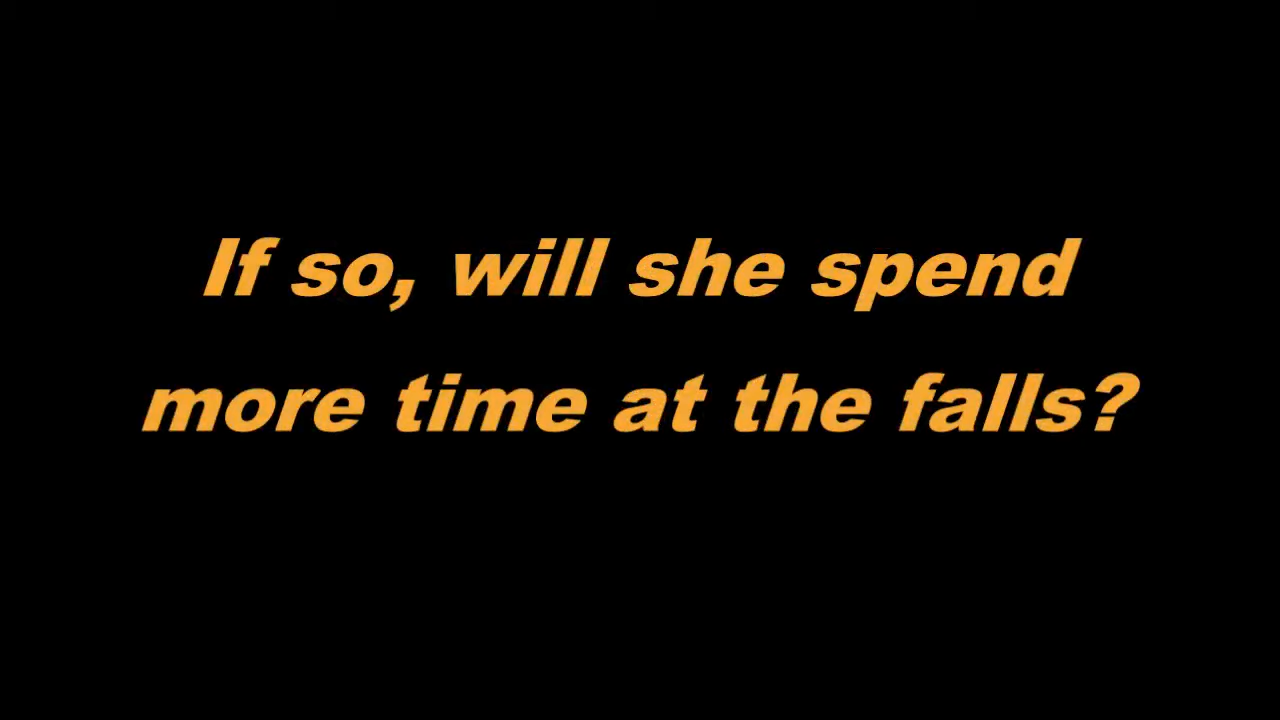 If so, will she spend
more time at the falls?